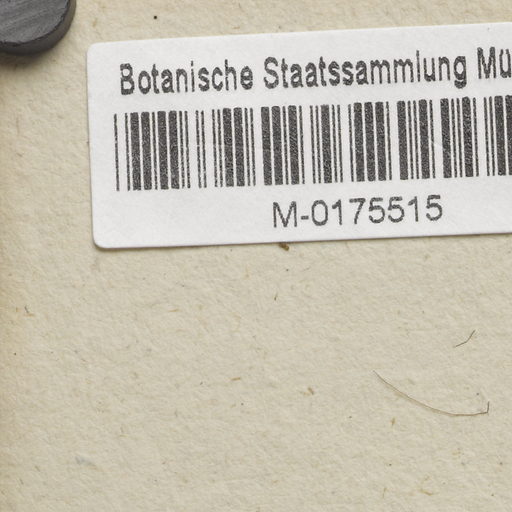 Botanische Staatssammlung Mü
M-0175515